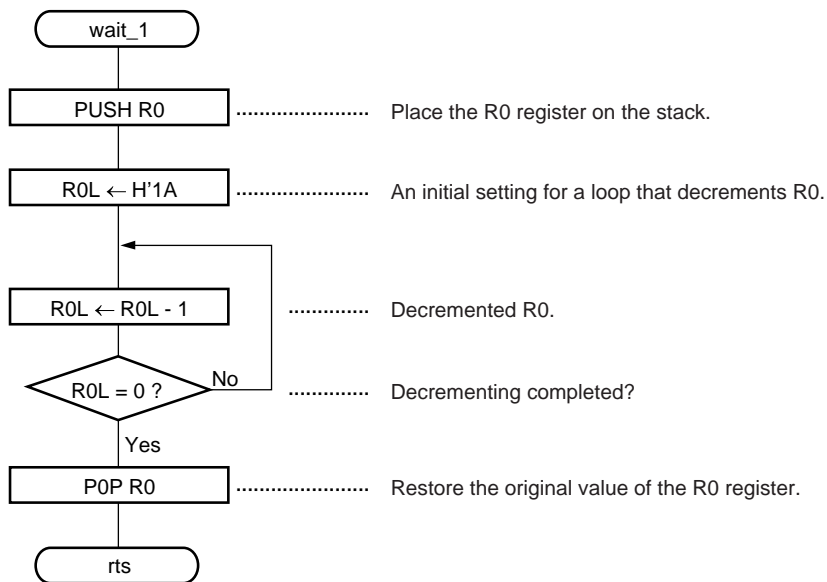 wait_1
PUSH R0 ....................... Place the R0 register on the stack.
R0L ← H'1A ....................... An initial setting for a loop that decrements R0.
R0L ← R0L - 1 .............. Decremented R0.
R0L = 0 ? No .............. Decrementing completed?
Yes
P0P R0 ....................... Restore the original value of the R0 register.
rts